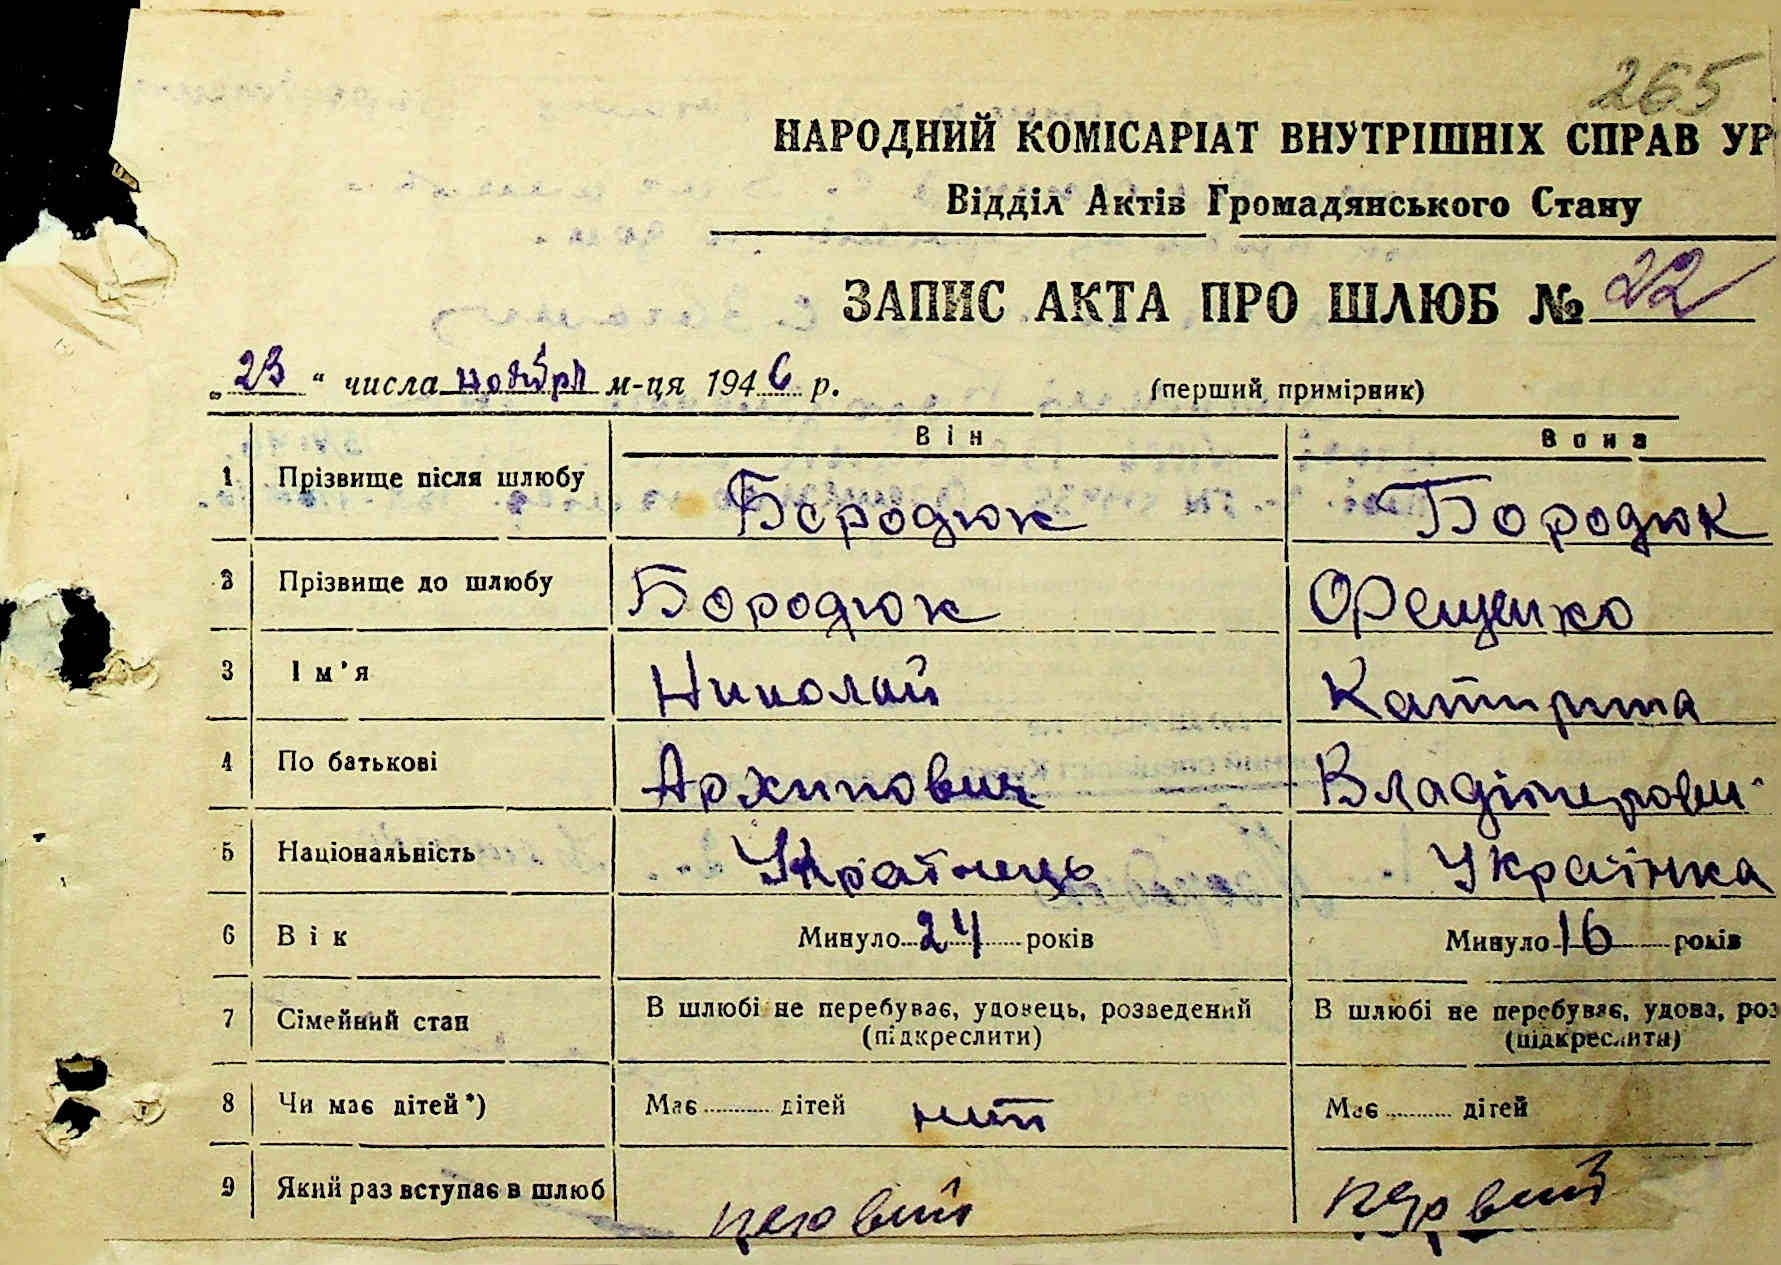 265
НАРОДНИЙ КОМІСАРІАТ ВНУТРІШНІХ СПРАВ УР
Відділ Актів Громадянського Стану
ЗАПИС АКТА ПРО ШЛЮБ № 22
„23“ числа ноября м-ця 1946 р. (перший примірник)
Він Вона
1 Прізвище після шлюбу Бородюк Бородюк
2 Прізвище до шлюбу Бородюк Орещенко
3 Ім'я Николай Катирина
4 По батькові Архипович
5 Національність Українець Українка
6 Вік Минуло 24 років Минуло 16 років
7 Сімейний стан В шлюбі не перебуває, удовець, розведений В шлюбі не перебуває, удова, роз
(підкреслити) (підкреслити)
8 Чи має дітей*) Має ........ дітей нит Має ........ дітей
9 Який раз вступає в шлюб первий первий